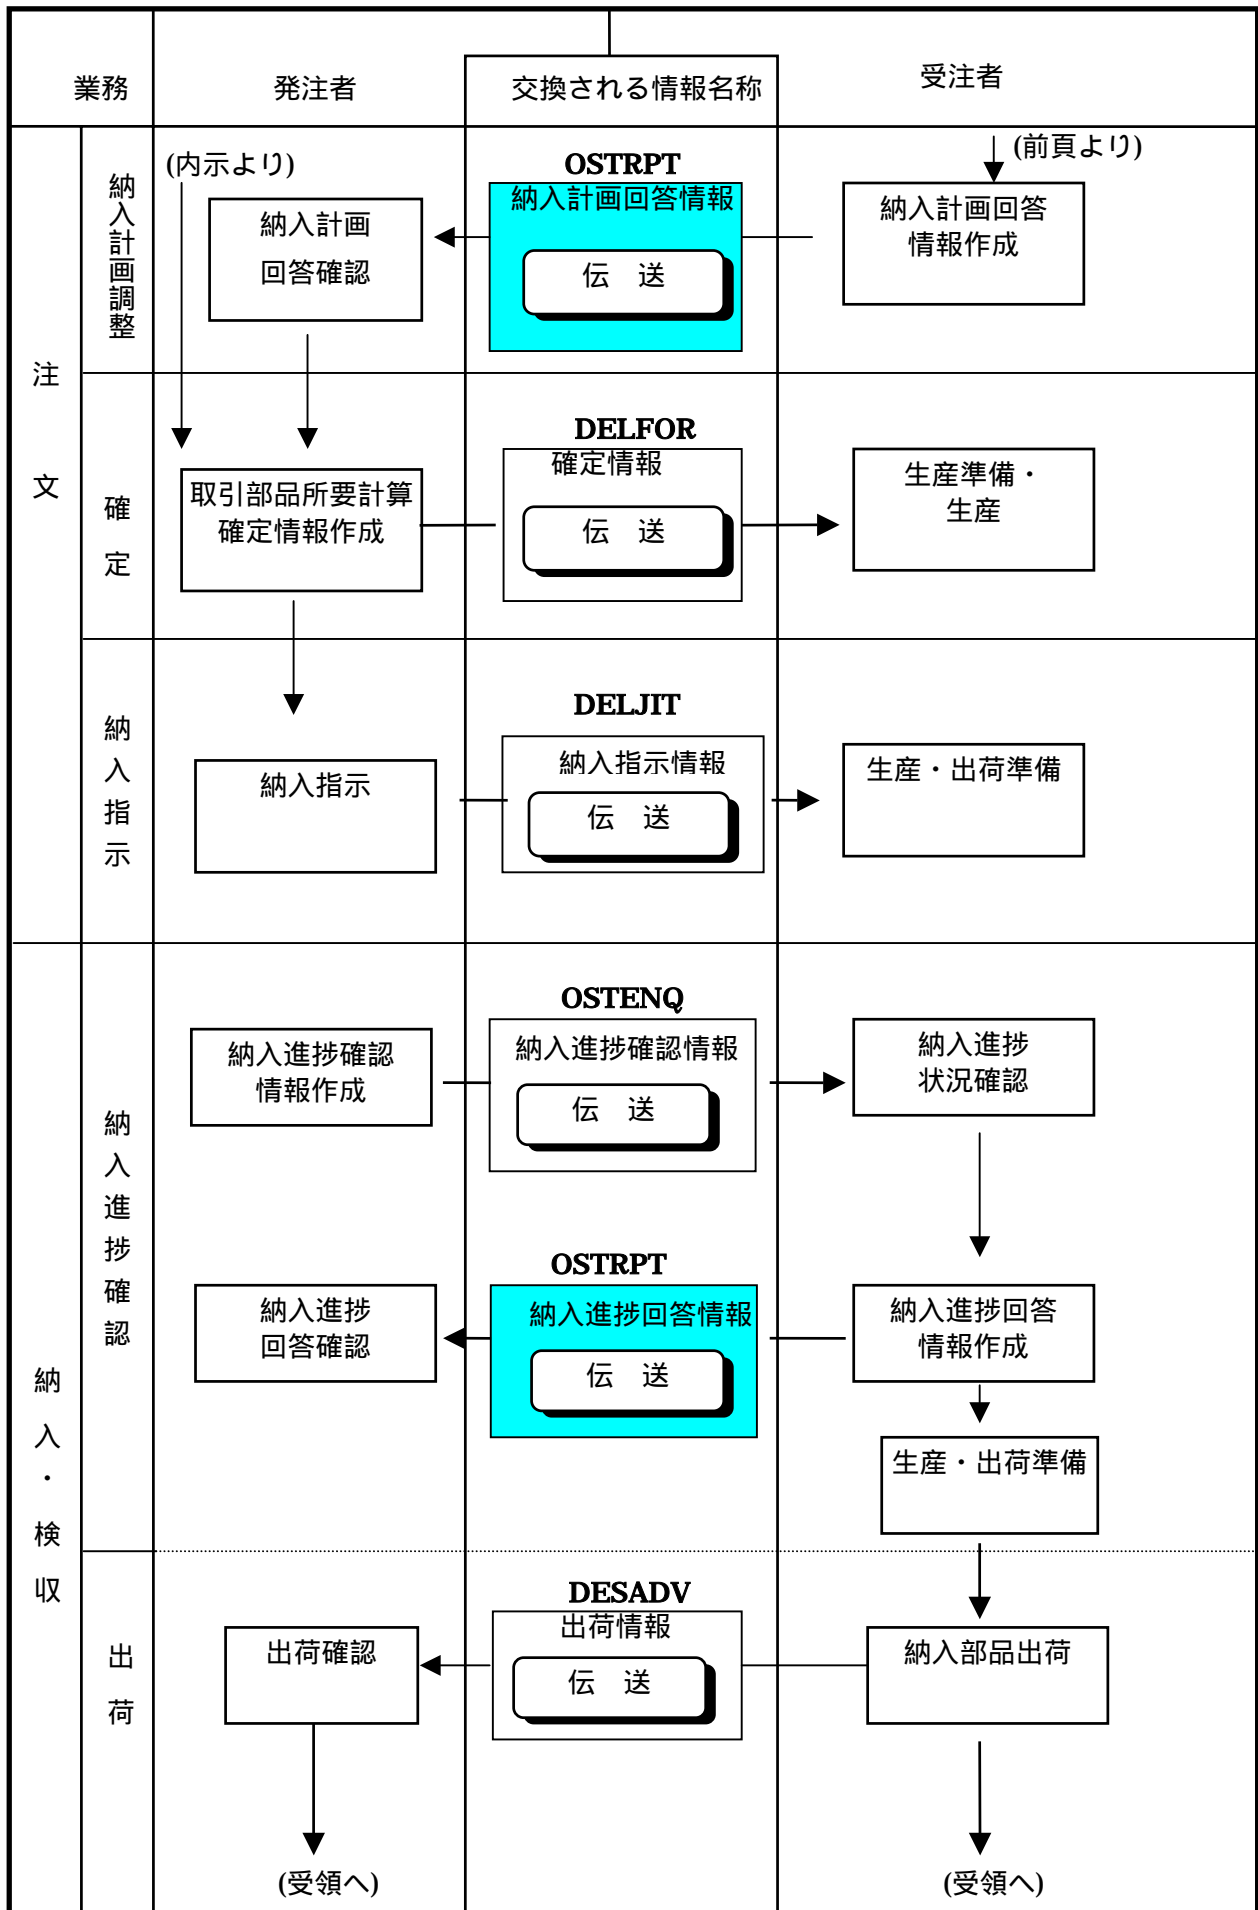 業務
発注者
交換される情報名称
受注者
注文
納入計画調整
(内示より)
納入計画
回答確認
OSTRPT
納入計画回答情報
伝 送
(前頁より)
納入計画回答
情報作成
確定
取引部品所要計算
確定情報作成
DELFOR
確定情報
伝 送
生産準備・
生産
納入指示
納入指示
DELJIT
納入指示情報
伝 送
生産・出荷準備
納入・検収
納入進捗確認
納入進捗確認
情報作成
OSTENQ
納入進捗確認情報
伝 送
納入進捗
状況確認
納入進捗
回答確認
OSTRPT
納入進捗回答情報
伝 送
納入進捗回答
情報作成
生産・出荷準備
出荷
出荷確認
DESADV
出荷情報
伝 送
納入部品出荷
(受領へ)
(受領へ)